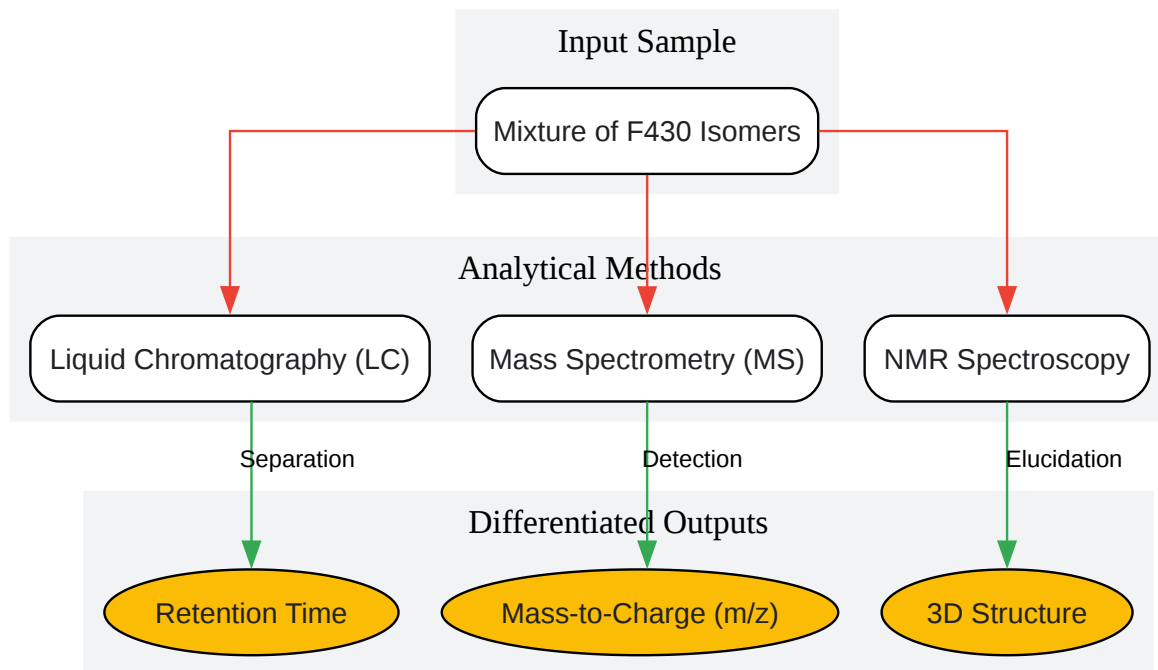 Input Sample
Mixture of F430 Isomers
Analytical Methods
Liquid Chromatography (LC)
Mass Spectrometry (MS)
NMR Spectroscopy
Separation
Detection
Elucidation
Differentiated Outputs
Retention Time
Mass-to-Charge (m/z)
3D Structure